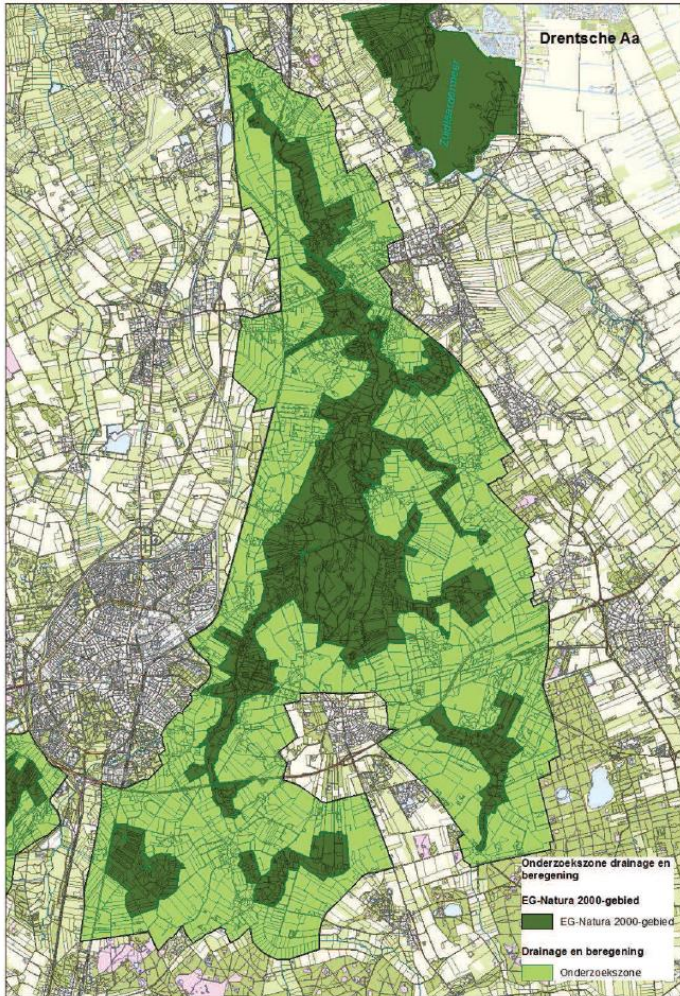 Drentsche Aa
Zuidlaardermeer
Onderzoekszone drainage en
beregening
EG-Natura 2000-gebied
EG-Natura 2000-gebied
Drainage en beregening
Onderzoekszone